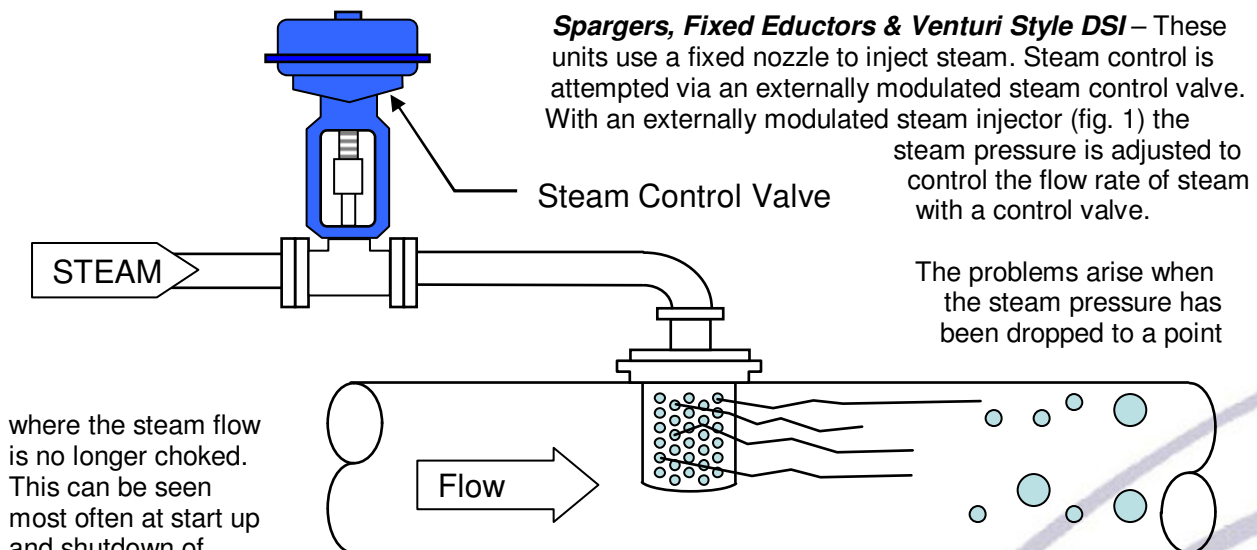 Spargers, Fixed Eductors & Venturi Style DSI – These
units use a fixed nozzle to inject steam. Steam control is
attempted via an externally modulated steam control valve.
With an externally modulated steam injector (fig. 1) the
steam pressure is adjusted to
control the flow rate of steam
with a control valve.
Steam Control Valve
STEAM
The problems arise when
the steam pressure has
been dropped to a point
where the steam flow
is no longer choked.
This can be seen
most often at start up
and shutdown of
Flow